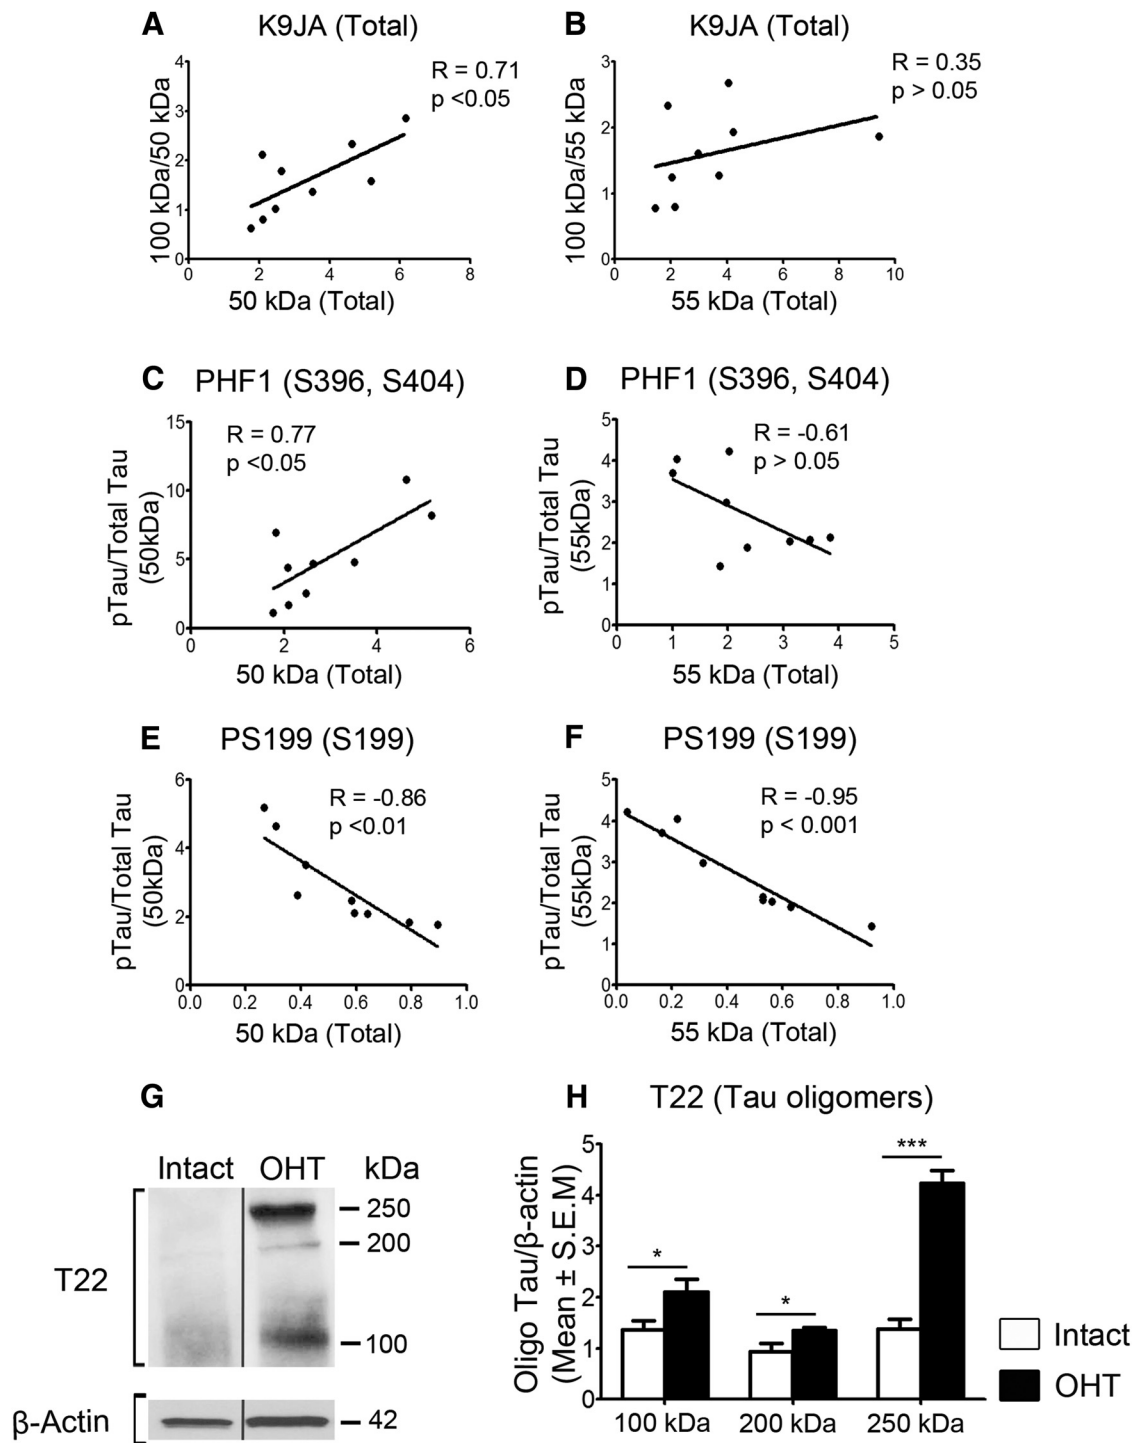 A
K9JA (Total)
R = 0.71
p <0.05
100 kDa/50 kDa
4
3
2
1
0
0 2 4 6 8
50 kDa (Total)
B
K9JA (Total)
R = 0.35
p > 0.05
100 kDa/55 kDa
3
2
1
0
0 2 4 6 8 10
55 kDa (Total)
C
PHF1 (S396, S404)
R = 0.77
p <0.05
pTau/Total Tau
(50kDa)
15
10
5
0
0 2 4 6
50 kDa (Total)
D
PHF1 (S396, S404)
R = -0.61
p > 0.05
pTau/Total Tau
(55kDa)
5
4
3
2
1
0
0 1 2 3 4 5
55 kDa (Total)
E
PS199 (S199)
R = -0.86
p <0.01
pTau/Total Tau
(50kDa)
6
4
2
0
0.0 0.2 0.4 0.6 0.8 1.0
50 kDa (Total)
F
PS199 (S199)
R = -0.95
p < 0.001
pTau/Total Tau
(55kDa)
5
4
3
2
1
0
0.0 0.2 0.4 0.6 0.8 1.0
55 kDa (Total)
G
Intact OHT kDa
250
200
T22
100
β-Actin
42
H
T22 (Tau oligomers)
Oligo Tau/β-actin
(Mean ± S.E.M)
5
4
3
2
1
0
*
*
***
100 kDa 200 kDa 250 kDa
Intact
OHT